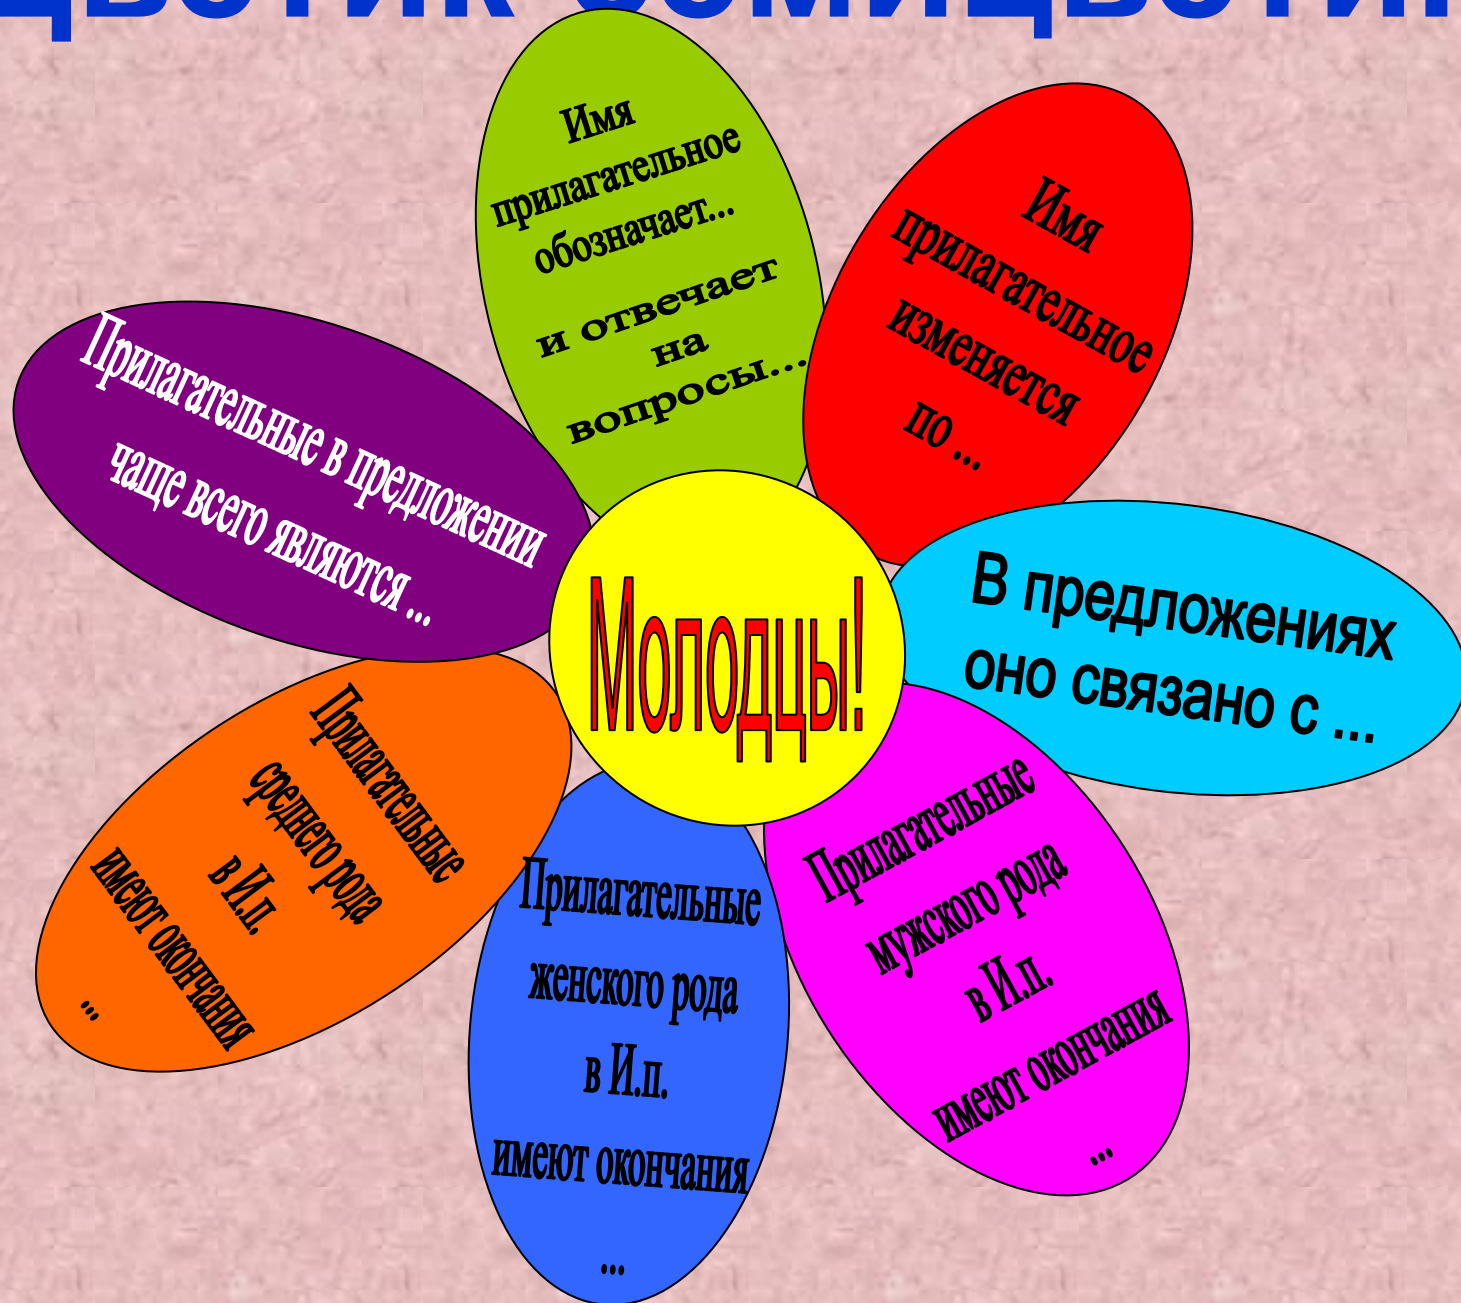 Имя
прилагательное
обозначает...
и отвечает
на
вопросы...
Имя
прилагательное
изменяется
по ...
В предложениях
оно связано с ...
Прилагательные
мужского рода
в И.п.
имеют окончания
...
Прилагательные
женского рода
в И.п.
имеют окончания
...
Прилагательные
среднего рода
в И.п.
имеют окончания
...
Прилагательные в предложении
чаще всего являются ...
Молодцы!